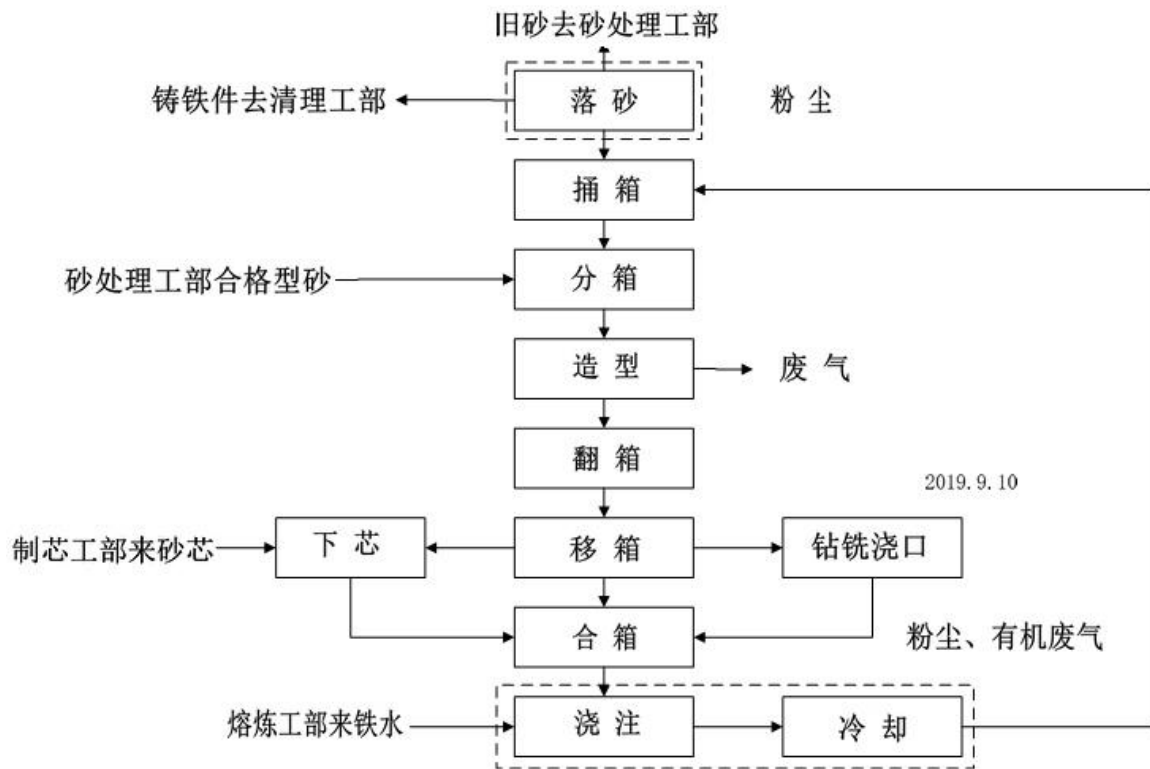 旧砂去砂处理工部
铸铁件去清理工部
落 砂
粉 尘
捅 箱
砂处理工部合格型砂
分 箱
造 型
废 气
翻 箱
2019.9.10
制芯工部来砂芯
下 芯
移 箱
钻铣浇口
合 箱
粉尘、有机废气
熔炼工部来铁水
浇 注
冷 却